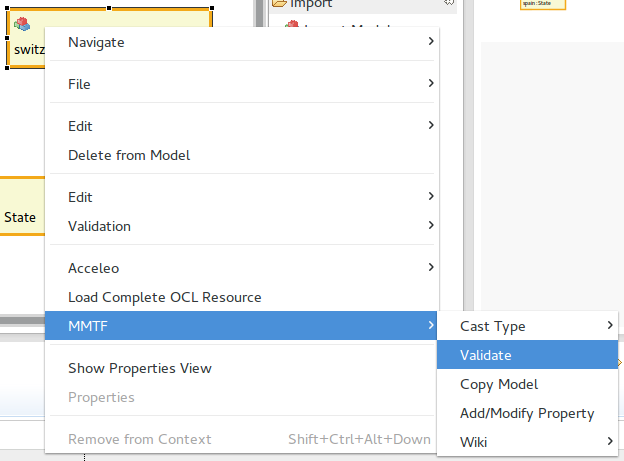 Import
spain : State
switz
Navigate
File
Edit
Delete from Model
Edit
Validation
State
Acceleo
Load Complete OCL Resource
MMTF
Cast Type
Validate
Show Properties View
Copy Model
Properties
Add/Modify Property
Remove from Context Shift+Ctrl+Alt+Down
Wiki